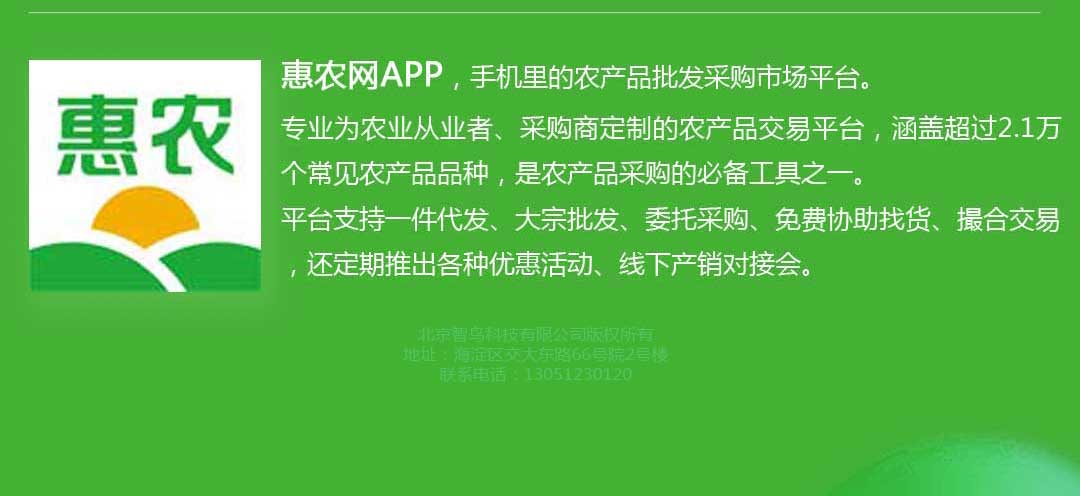 惠农
惠农网APP，手机里的农产品批发采购市场平台。
专业为农业从业者、采购商定制的农产品交易平台，涵盖超过2.1万
个常见农产品品种，是农产品采购的必备工具之一。
平台支持一件代发、大宗批发、委托采购、免费协助找货、撮合交易
，还定期推出各种优惠活动、线下产销对接会。
北京智鸟科技有限公司版权所有
地址：海淀区交大东路66号院2号楼
联系电话：13051230120